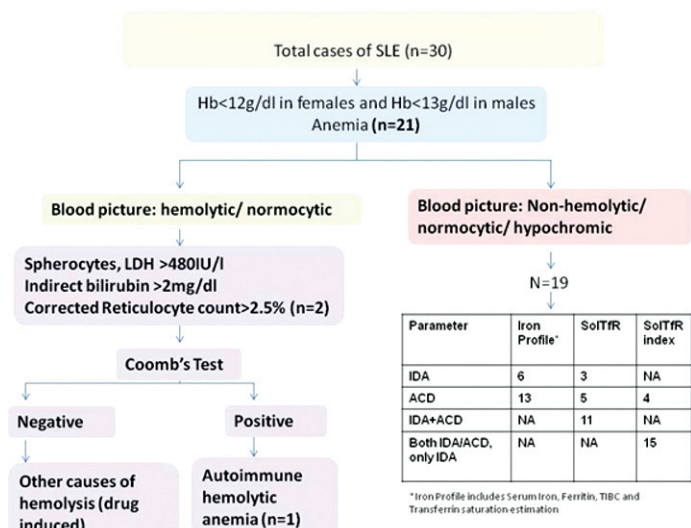 Total cases of SLE (n=30)
Hb<12g/dl in females and Hb<13g/dl in males
Anemia (n=21)
Blood picture: hemolytic/ normocytic
Spherocytes, LDH >480IU/l
Indirect bilirubin >2mg/dl
Corrected Reticulocyte count>2.5% (n=2)
Coomb's Test
Negative
Positive
Other causes of
hemolysis (drug
induced)
Autoimmune
hemolytic
anemia (n=1)
Blood picture: Non-hemolytic/
normocytic/ hypochromic
N=19
Parameter Iron Profile* SolTfR SolTfR index
IDA 6 3 NA
ACD 13 5 4
IDA+ACD NA 11 NA
Both IDA/ACD, only IDA NA NA 15
*Iron Profile includes Serum Iron, Ferritin, TIBC and
Transferrin saturation estimation